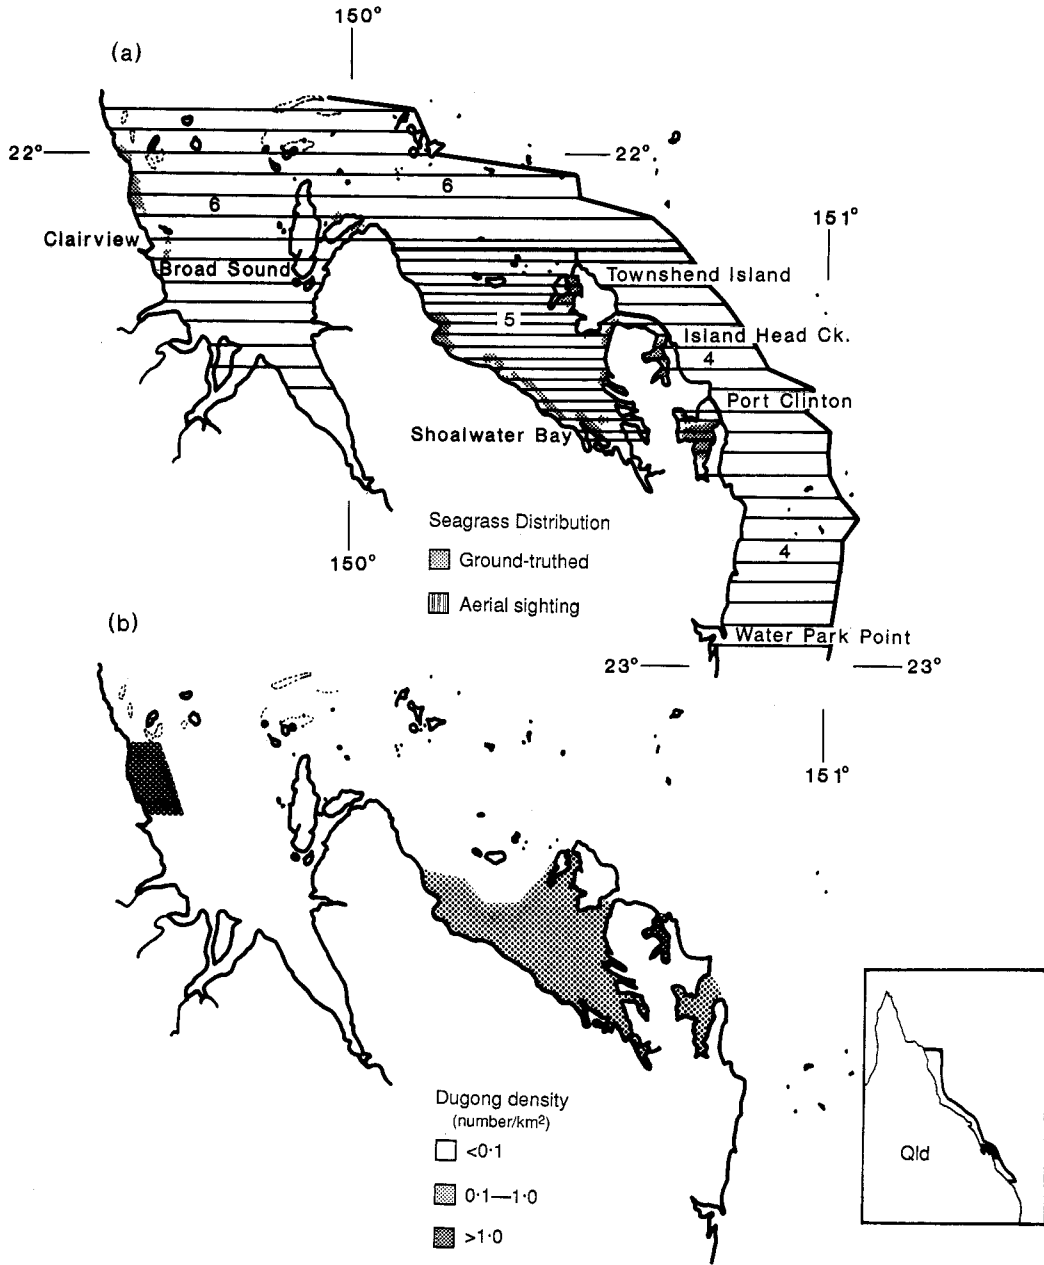 150°
(a)
22°
22°
6
6
151°
Clairview
Broad Sound
Townshend Island
5
Island Head Ck.
4
Port Clinton
Shoalwater Bay
Seagrass Distribution
Ground-truthed
150°
4
Aerial sighting
(b)
Water Park Point
23°
23°
151°
Dugong density
(number/km²)
<0·1
0·1—1·0
>1·0
Qld